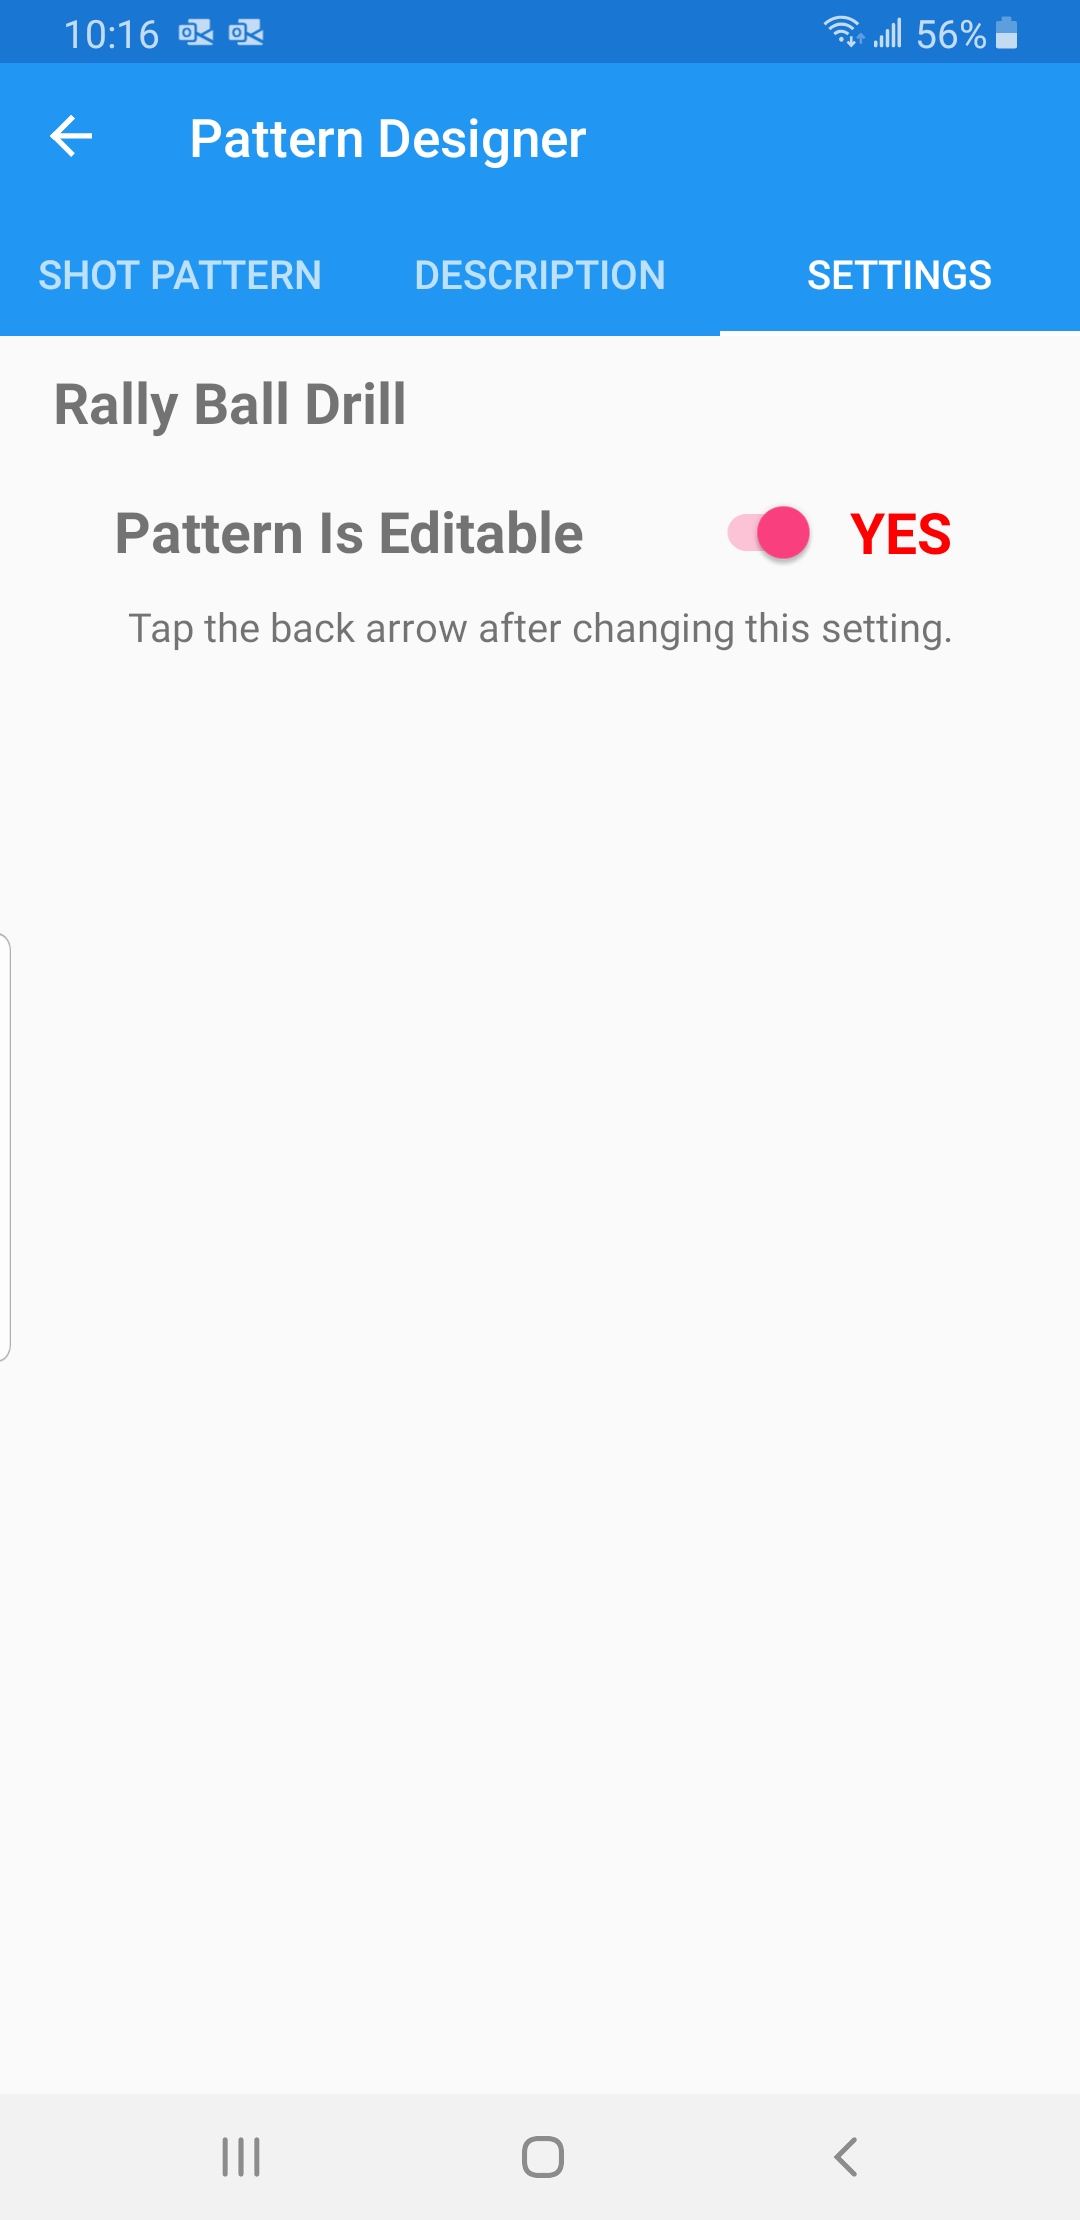 10:16
56%
Pattern Designer
SHOT PATTERN DESCRIPTION SETTINGS
Rally Ball Drill
Pattern Is Editable YES
Tap the back arrow after changing this setting.